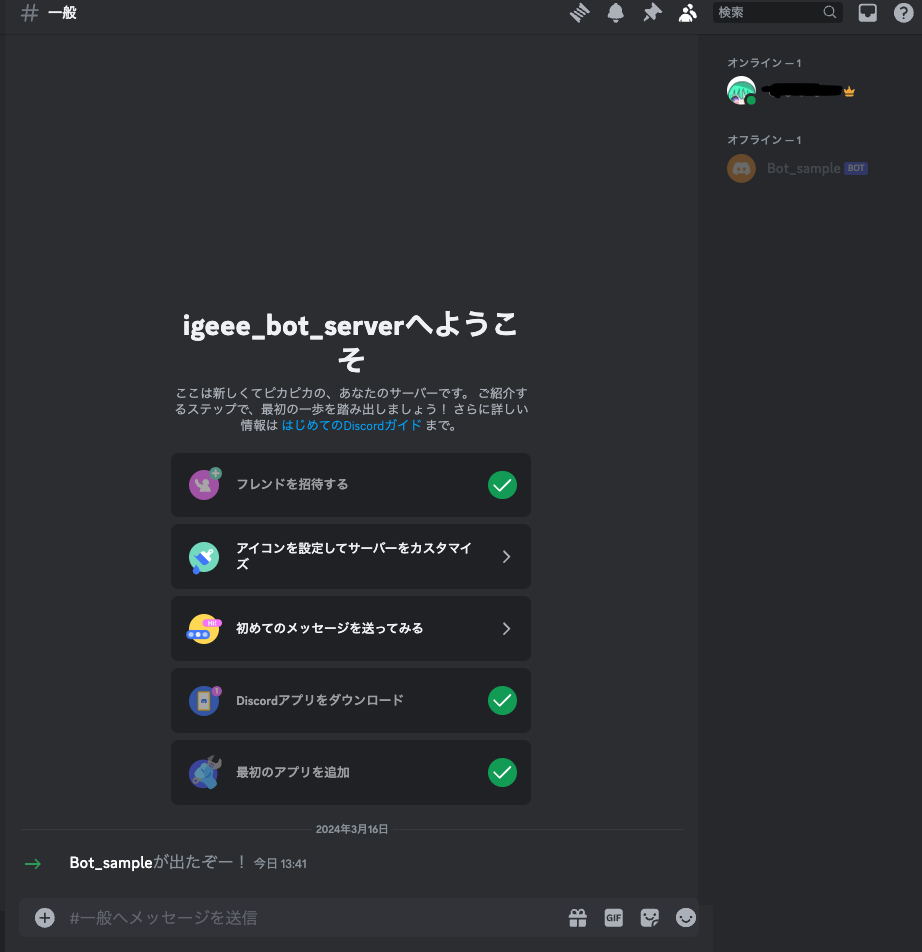 一般
検索
オンライン — 1
オフライン — 1
Bot_sample BOT
igeee_bot_serverへようこ
そ
ここは新しくてピカピカの、あなたのサーバーです。 ご紹介す
るステップで、最初の一歩を踏み出しましょう！ さらに詳しい
情報は はじめてのDiscordガイド まで。
フレンドを招待する
アイコンを設定してサーバーをカスタマイ
ズ
HI!
初めてのメッセージを送ってみる
1
Discordアプリをダウンロード
最初のアプリを追加
2024年3月16日
Bot_sampleが出たぞー！ 今日 13:41
#一般へメッセージを送信
GIF